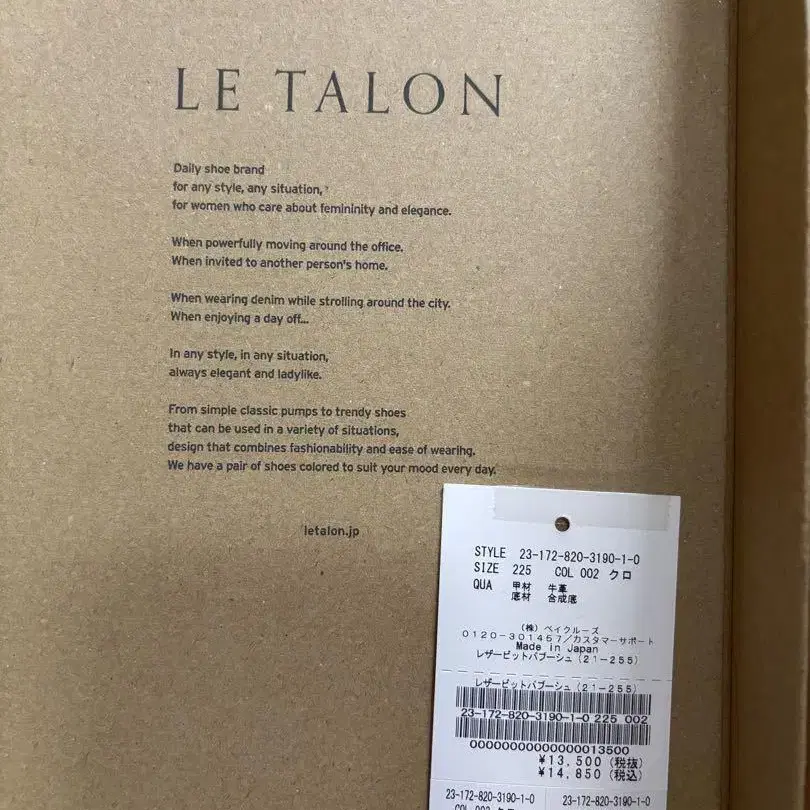 LE TALON
Daily shoe brand
for any style, any situation,
for women who care about femininity and elegance.
When powerfully moving around the office.
When invited to another person's home.
When wearing denim while strolling around the city.
When enjoying a day off...
In any style, in any situation,
always elegant and ladylike.
From simple classic pumps to trendy shoes
that can be used in a variety of situations,
design that combines fashionability and ease of wearing.
We have a pair of shoes colored to suit your mood every day.
letalon.jp
STYLE 23-172-820-3190-1-0
SIZE 225 COL 002 クロ
QUA 甲材 牛革
底材 合成底
(株) ベイクルーズ
0120-301457/カスタマーサポート
Made in Japan
レザービットバブーシュ(21-255)
レザービットバブーシュ(21-255)
23-172-820-3190-1-0 225 002
00000000000000013500
¥13,500(税抜)
¥14,850(税込)
23-172-820-3190-1-0 23-172-820-3190-1-0
COL 002